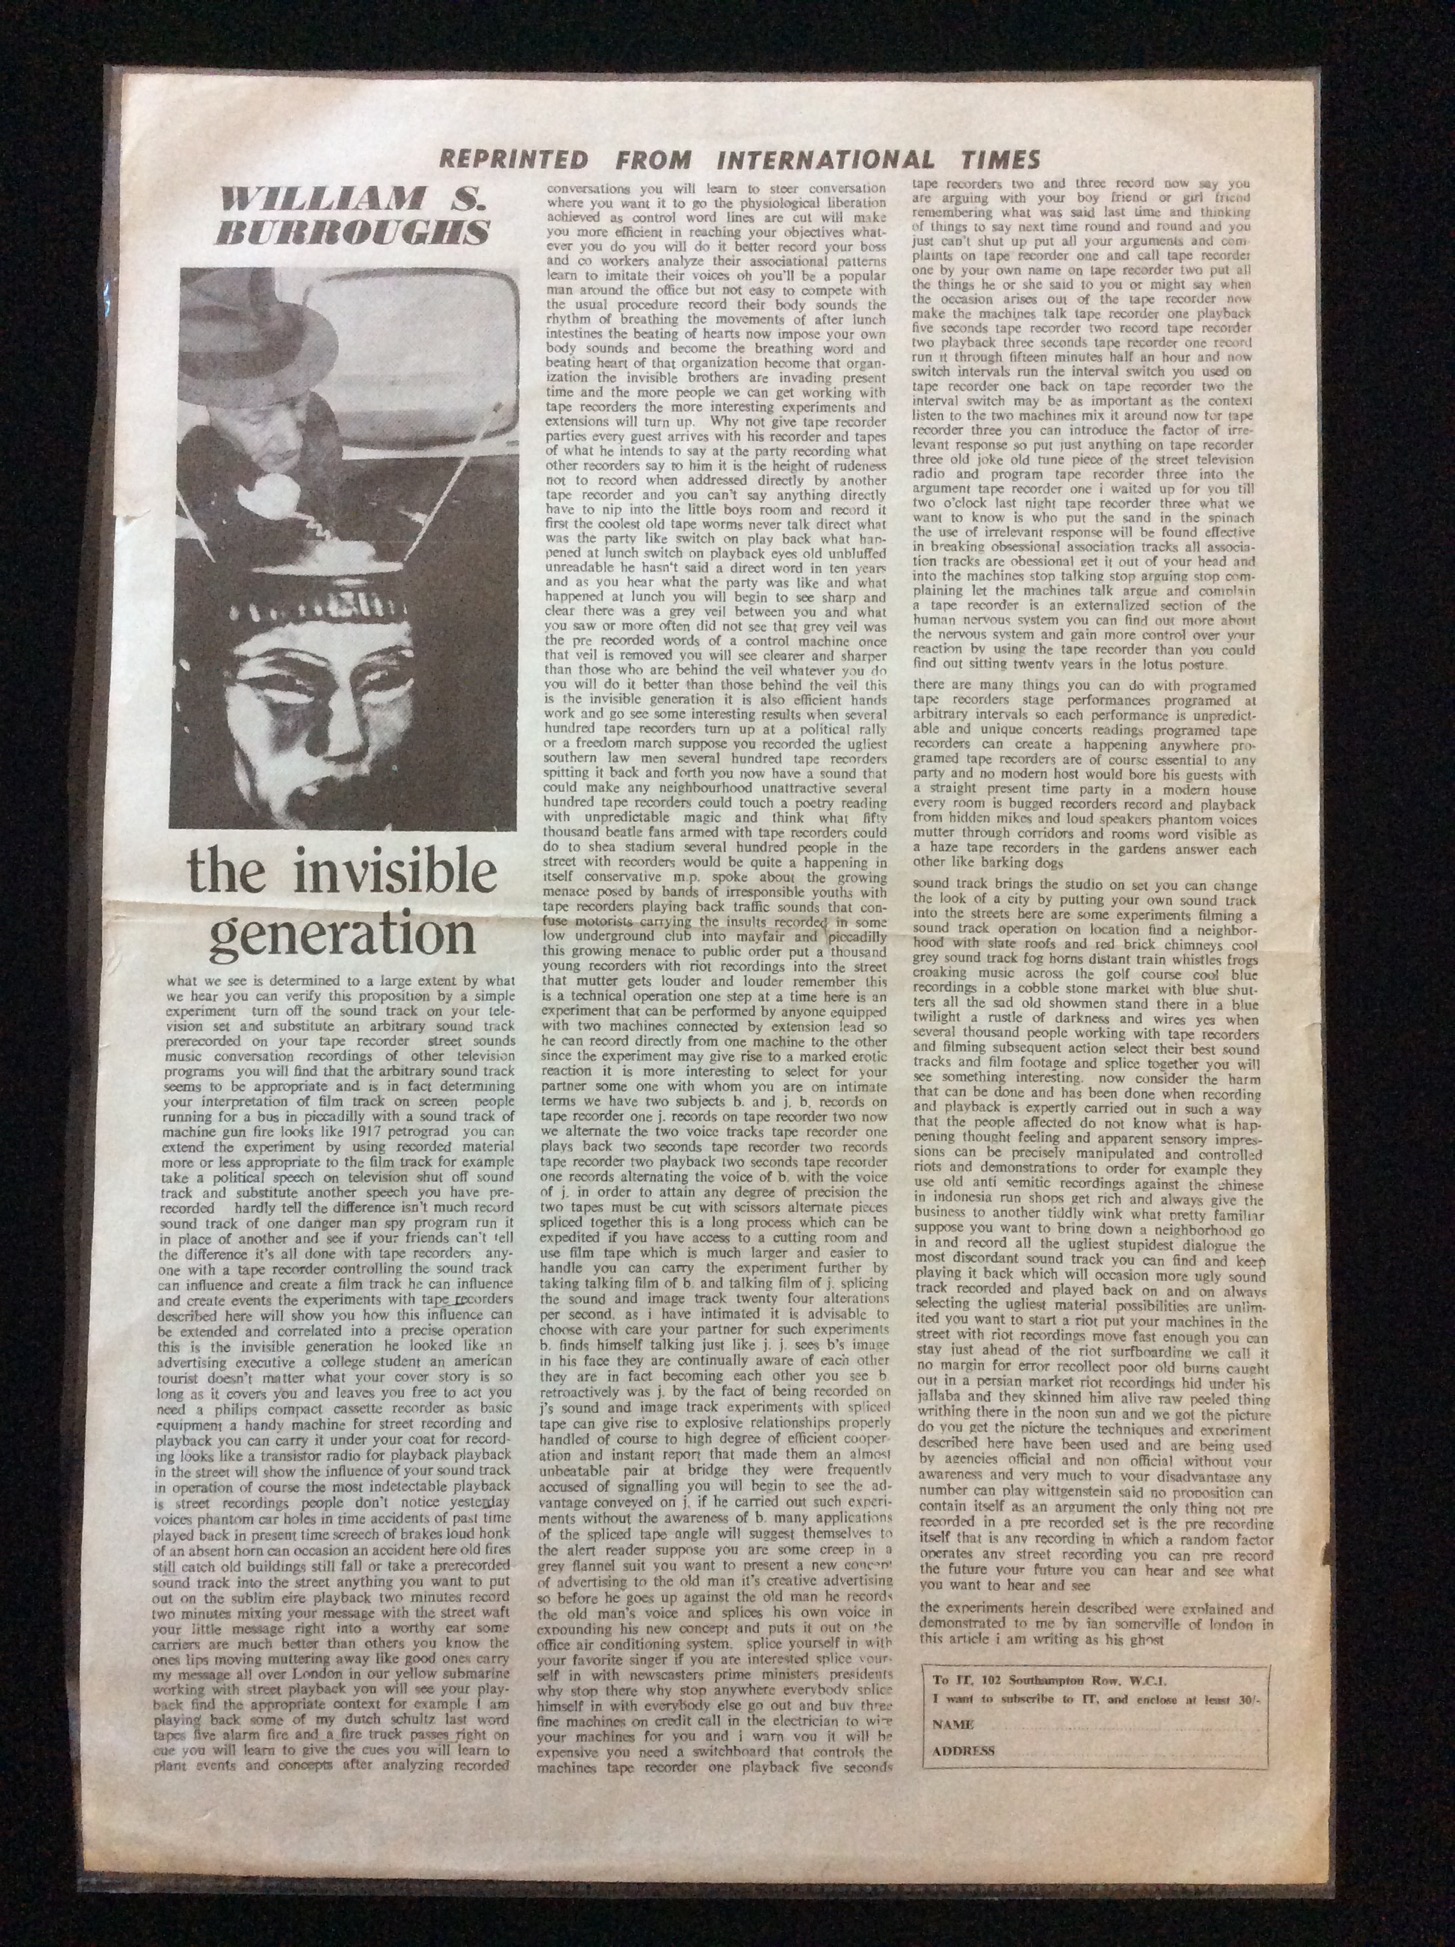 REPRINTED FROM INTERNATIONAL TIMES
WILLIAM S.
BURROUGHS
the invisible
generation
what we see is determined to a large extent by what
we hear you can verify this proposition by a simple
experiment turn off the sound track on your tele-
vision set and substitute an arbitrary sound track
prerecorded on your tape recorder street sounds
music conversation recordings of other television
programs you will find that the arbitrary sound track
seems to be appropriate and is in fact determining
your interpretation of film track on screen people
running for a bus in piccadilly with a sound track of
machine gun fire looks like 1917 petrograd you can
extend the experiment by using recorded material
more or less appropriate to the film track for example
take a political speech on television shut off sound
track and substitute another speech you have pre-
recorded hardly tell the difference isn't much record
sound track of one danger man spy program run it
in place of another and see if your friends can't tell
the difference it's all done with tape recorders any-
one with a tape recorder controlling the sound track
can influence and create a film track he can influence
and create events the experiments with tape recorders
described here will show you how this influence can
be extended and correlated into a precise operation
this is the invisible generation he looked like an
advertising executive a college student an american
tourist doesn't matter what your cover story is so
long as it covers you and leaves you free to act you
need a philips compact cassette recorder as basic
equipment a handy machine for street recording and
playback you can carry it under your coat for record-
ing looks like a transistor radio for playback playback
in the street will show the influence of your sound track
in operation of course the most indetectable playback
is street recordings people don't notice yesterday
voices phantom car holes in time accidents of past time
played back in present time screech of brakes loud honk
of an absent horn can occasion an accident here old fires
still catch old buildings still fall or take a prerecorded
sound track into the street anything you want to put
out on the sublim eire playback two minutes record
two minutes mixing your message with the street waft
your little message right into a worthy ear some
carriers are much better than others you know the
ones lips moving muttering away like good ones carry
my message all over London in our yellow submarine
working with street playback you will see your play-
back find the appropriate context for example I am
playing back some of my dutch schultz last word
tapes five alarm fire and a fire truck passes right on
cue you will learn to give the cues you will learn to
plant events and concepts after analyzing recorded
conversations you will learn to steer conversation
where you want it to go the physiological liberation
achieved as control word lines are cut will make
you more efficient in reaching your objectives what-
ever you do you will do it better record your boss
and co workers analyze their associational patterns
learn to imitate their voices oh you'll be a popular
man around the office but not easy to compete with
the usual procedure record their body sounds the
rhythm of breathing the movements of after lunch
intestines the beating of hearts now impose your own
body sounds and become the breathing word and
beating heart of that organization become that organ-
ization the invisible brothers are invading present
time and the more people we can get working with
tape recorders the more interesting experiments and
extensions will turn up. Why not give tape recorder
parties every guest arrives with his recorder and tapes
of what he intends to say at the party recording what
other recorders say to him it is the height of rudeness
not to record when addressed directly by another
tape recorder and you can't say anything directly
have to nip into the little boys room and record it
first the coolest old tape worms never talk direct what
was the party like switch on play back what hap-
pened at lunch switch on playback eyes old unbluffed
unreadable he hasn't said a direct word in ten years
and as you hear what the party was like and what
happened at lunch you will begin to see sharp and
clear there was a grey veil between you and what
you saw or more often did not see that grey veil was
the pre recorded words of a control machine once
that veil is removed you will see clearer and sharper
than those who are behind the veil whatever you do
you will do it better than those behind the veil this
is the invisible generation it is also efficient hands
work and go see some interesting results when several
hundred tape recorders turn up at a political rally
or a freedom march suppose you recorded the ugliest
southern law men several hundred tape recorders
spitting it back and forth you now have a sound that
could make any neighbourhood unattractive several
hundred tape recorders could touch a poetry reading
with unpredictable magic and think what fifty
thousand beatle fans armed with tape recorders could
do to shea stadium several hundred people in the
street with recorders would be quite a happening in
itself conservative m.p. spoke about the growing
menace posed by bands of irresponsible youths with
tape recorders playing back traffic sounds that con-
fuse motorists carrying the insults recorded in some
low underground club into mayfair and piccadilly
this growing menace to public order put a thousand
young recorders with riot recordings into the street
that mutter gets louder and louder remember this
is a technical operation one step at a time here is an
experiment that can be performed by anyone equipped
with two machines connected by extension lead so
he can record directly from one machine to the other
since the experiment may give rise to a marked erotic
reaction it is more interesting to select for your
partner some one with whom you are on intimate
terms we have two subjects b. and j. b. records on
tape recorder one j. records on tape recorder two now
we alternate the two voice tracks tape recorder one
plays back two seconds tape recorder two records
tape recorder two playback two seconds tape recorder
one records alternating the voice of b. with the voice
of j. in order to attain any degree of precision the
two tapes must be cut with scissors alternate pieces
spliced together this is a long process which can be
expedited if you have access to a cutting room and
use film tape which is much larger and easier to
handle you can carry the experiment further by
taking talking film of b. and talking film of j. splicing
the sound and image track twenty four alterations
per second. as i have intimated it is advisable to
choose with care your partner for such experiments
b. finds himself talking just like j. j. sees b's image
in his face they are continually aware of each other
they are in fact becoming each other you see b
retroactively was j. by the fact of being recorded on
j's sound and image track experiments with spliced
tape can give rise to explosive relationships properly
handled of course to high degree of efficient cooper-
ation and instant report that made them an almost
unbeatable pair at bridge they were frequently
accused of signalling you will begin to see the ad-
vantage conveyed on j. if he carried out such experi-
ments without the awareness of b. many applications
of the spliced tape angle will suggest themselves to
the alert reader suppose you are some creep in a
grey flannel suit you want to present a new concept
of advertising to the old man it's creative advertising
so before he goes up against the old man he records
the old man's voice and splices his own voice in
expounding his new concept and puts it out on the
office air conditioning system. splice yourself in with
your favorite singer if you are interested splice your-
self in with newscasters prime ministers presidents
why stop there why stop anywhere everybody splice
himself in with everybody else go out and buy three
fine machines on credit call in the electrician to wire
your machines for you and i warn you it will be
expensive you need a switchboard that controls the
machines tape recorder one playback five seconds
tape recorders two and three record now say you
are arguing with your boy friend or girl friend
remembering what was said last time and thinking
of things to say next time round and round and you
just can't shut up put all your arguments and com-
plaints on tape recorder one and call tape recorder
one by your own name on tape recorder two put all
the things he or she said to you or might say when
the occasion arises out of the tape recorder now
make the machines talk tape recorder one playback
five seconds tape recorder two record tape recorder
two playback three seconds tape recorder one record
run it through fifteen minutes half an hour and now
switch intervals run the interval switch you used on
tape recorder one back on tape recorder two the
interval switch may be as important as the context
listen to the two machines mix it around now for tape
recorder three you can introduce the factor of irre-
levant response so put just anything on tape recorder
three old joke old tune piece of the street television
radio and program tape recorder three into the
argument tape recorder one i waited up for you till
two o'clock last night tape recorder three what we
want to know is who put the sand in the spinach
the use of irrelevant response will be found effective
in breaking obsessional association tracks all associa-
tion tracks are obessional get it out of your head and
into the machines stop talking stop arguing stop com-
plaining let the machines talk argue and complain
a tape recorder is an externalized section of the
human nervous system you can find out more about
the nervous system and gain more control over your
reaction by using the tape recorder than you could
find out sitting twenty years in the lotus posture.
there are many things you can do with programed
tape recorders stage performances programed at
arbitrary intervals so each performance is unpredict-
able and unique concerts readings programed tape
recorders can create a happening anywhere pro-
gramed tape recorders are of course essential to any
party and no modern host would bore his guests with
a straight present time party in a modern house
every room is bugged recorders record and playback
from hidden mikes and loud speakers phantom voices
mutter through corridors and rooms word visible as
a haze tape recorders in the gardens answer each
other like barking dogs
sound track brings the studio on set you can change
the look of a city by putting your own sound track
into the streets here are some experiments filming a
sound track operation on location find a neighbor-
hood with slate roofs and red brick chimneys cool
grey sound track fog horns distant train whistles frogs
croaking music across the golf course cool blue
recordings in a cobble stone market with blue shut-
ters all the sad old showmen stand there in a blue
twilight a rustle of darkness and wires yes when
several thousand people working with tape recorders
and filming subsequent action select their best sound
tracks and film footage and splice together you will
see something interesting. now consider the harm
that can be done and has been done when recording
and playback is expertly carried out in such a way
that the people affected do not know what is hap-
pening thought feeling and apparent sensory impres-
sions can be precisely manipulated and controlled
riots and demonstrations to order for example they
use old anti semitic recordings against the chinese
in indonesia run shops get rich and always give the
business to another tiddly wink what pretty familiar
suppose you want to bring down a neighborhood go
in and record all the ugliest stupidest dialogue the
most discordant sound track you can find and keep
playing it back which will occasion more ugly sound
track recorded and played back on and on always
selecting the ugliest material possibilities are unlim-
ited you want to start a riot put your machines in the
street with riot recordings move fast enough you can
stay just ahead of the riot surfboarding we call it
no margin for error recollect poor old burns caught
out in a persian market riot recordings hid under his
jallaba and they skinned him alive raw peeled thing
writhing there in the noon sun and we got the picture
do you get the picture the techniques and experiment
described here have been used and are being used
by agencies official and non official without your
awareness and very much to your disadvantage any
number can play wittgenstein said no proposition can
contain itself as an argument the only thing not pre
recorded in a pre recorded set is the pre recording
itself that is any recording in which a random factor
operates any street recording you can pre record
the future your future you can hear and see what
you want to hear and see
the experiments herein described were explained and
demonstrated to me by ian somerville of london in
this article i am writing as his ghost
To IT, 102 Southampton Row, W.C.1.
I want to subscribe to IT, and enclose at least 30/-
NAME
ADDRESS